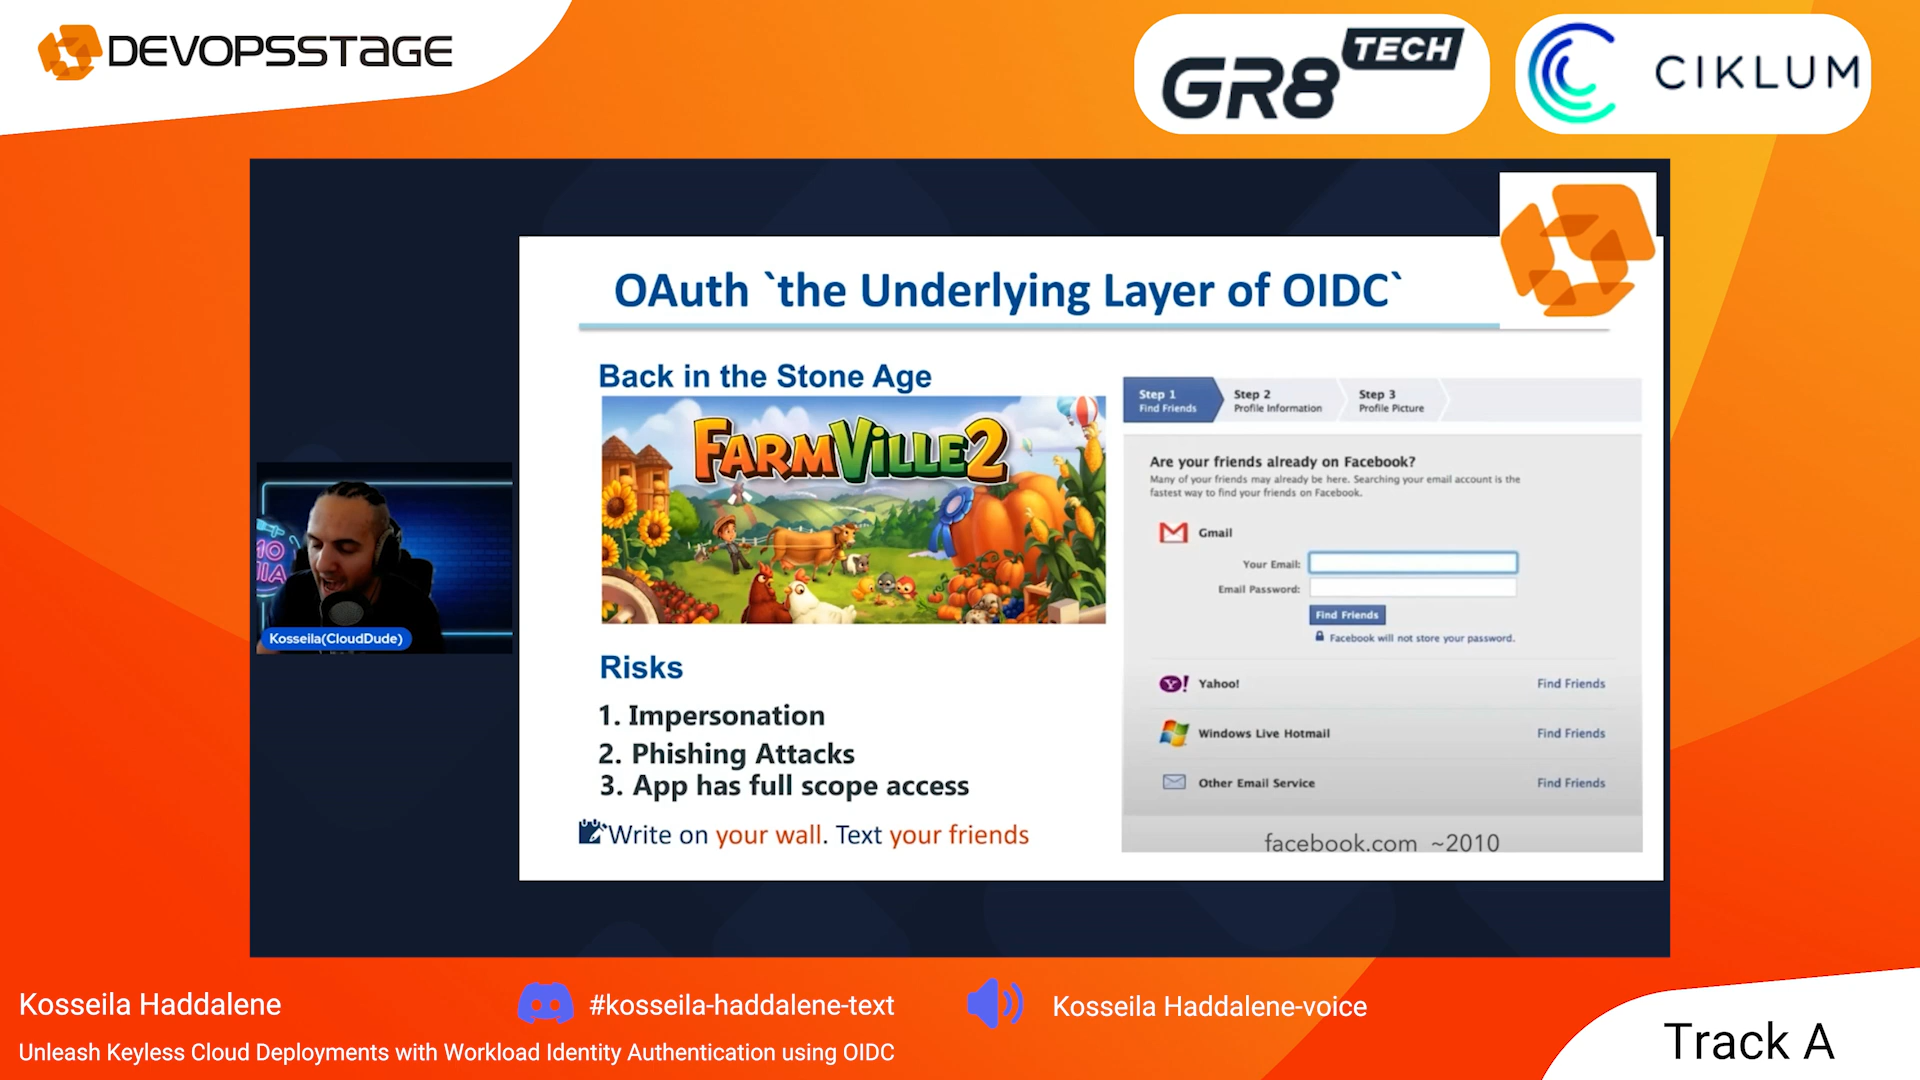 DEVOPSSTAGE
GR8 TECH
CIKLUM
OAuth `the Underlying Layer of OIDC`
Back in the Stone Age
FARMVILLE 2
Risks
1. Impersonation
2. Phishing Attacks
3. App has full scope access
Write on your wall. Text your friends
Step 1
Find Friends
Step 2
Profile Information
Step 3
Profile Picture
Are your friends already on Facebook?
Many of your friends may already be here. Searching your email account is the
fastest way to find your friends on Facebook.
Gmail
Your Email:
Email Password:
Find Friends
Facebook will not store your password.
Yahoo!
Find Friends
Windows Live Hotmail
Find Friends
Other Email Service
Find Friends
facebook.com ~2010
Kosseila(CloudDude)
Kosseila Haddalene
#kosseila-haddalene-text
Kosseila Haddalene-voice
Unleash Keyless Cloud Deployments with Workload Identity Authentication using OIDC
Track A